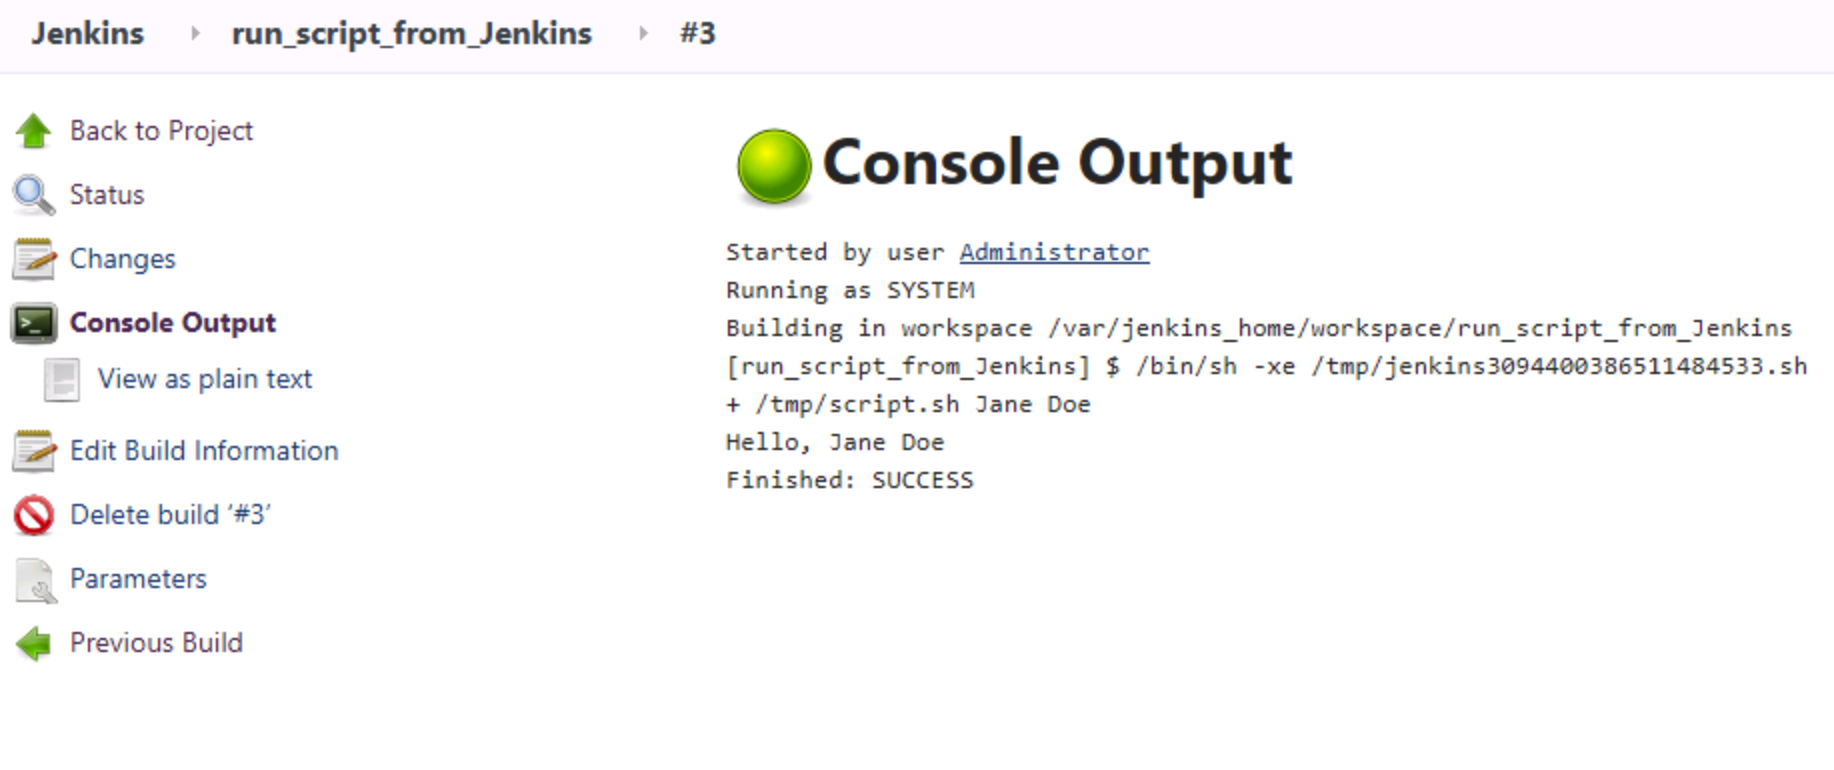 Jenkins run_script_from_Jenkins #3
Back to Project
Status
Changes
Console Output
View as plain text
Edit Build Information
Delete build ‘#3’
Parameters
Previous Build
Console Output
Started by user Administrator
Running as SYSTEM
Building in workspace /var/jenkins_home/workspace/run_script_from_Jenkins
[run_script_from_Jenkins] $ /bin/sh -xe /tmp/jenkins3094400386511484533.sh
+ /tmp/script.sh Jane Doe
Hello, Jane Doe
Finished: SUCCESS